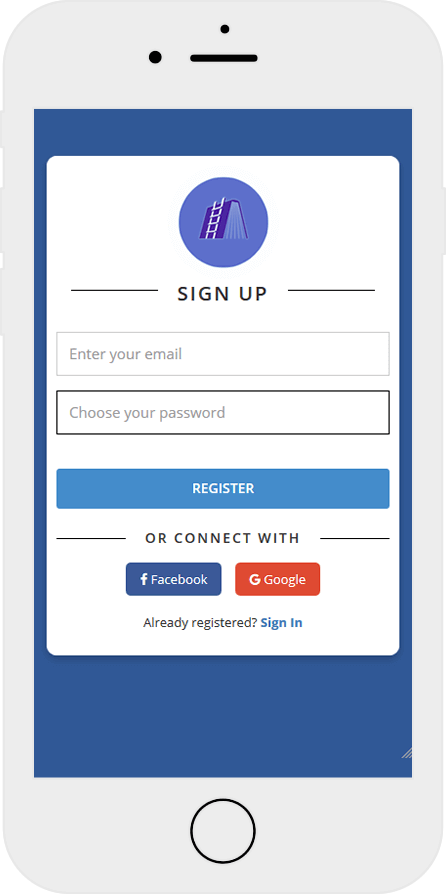 SIGN UP
Enter your email
Choose your password
REGISTER
OR CONNECT WITH
Facebook
Google
Already registered? Sign In